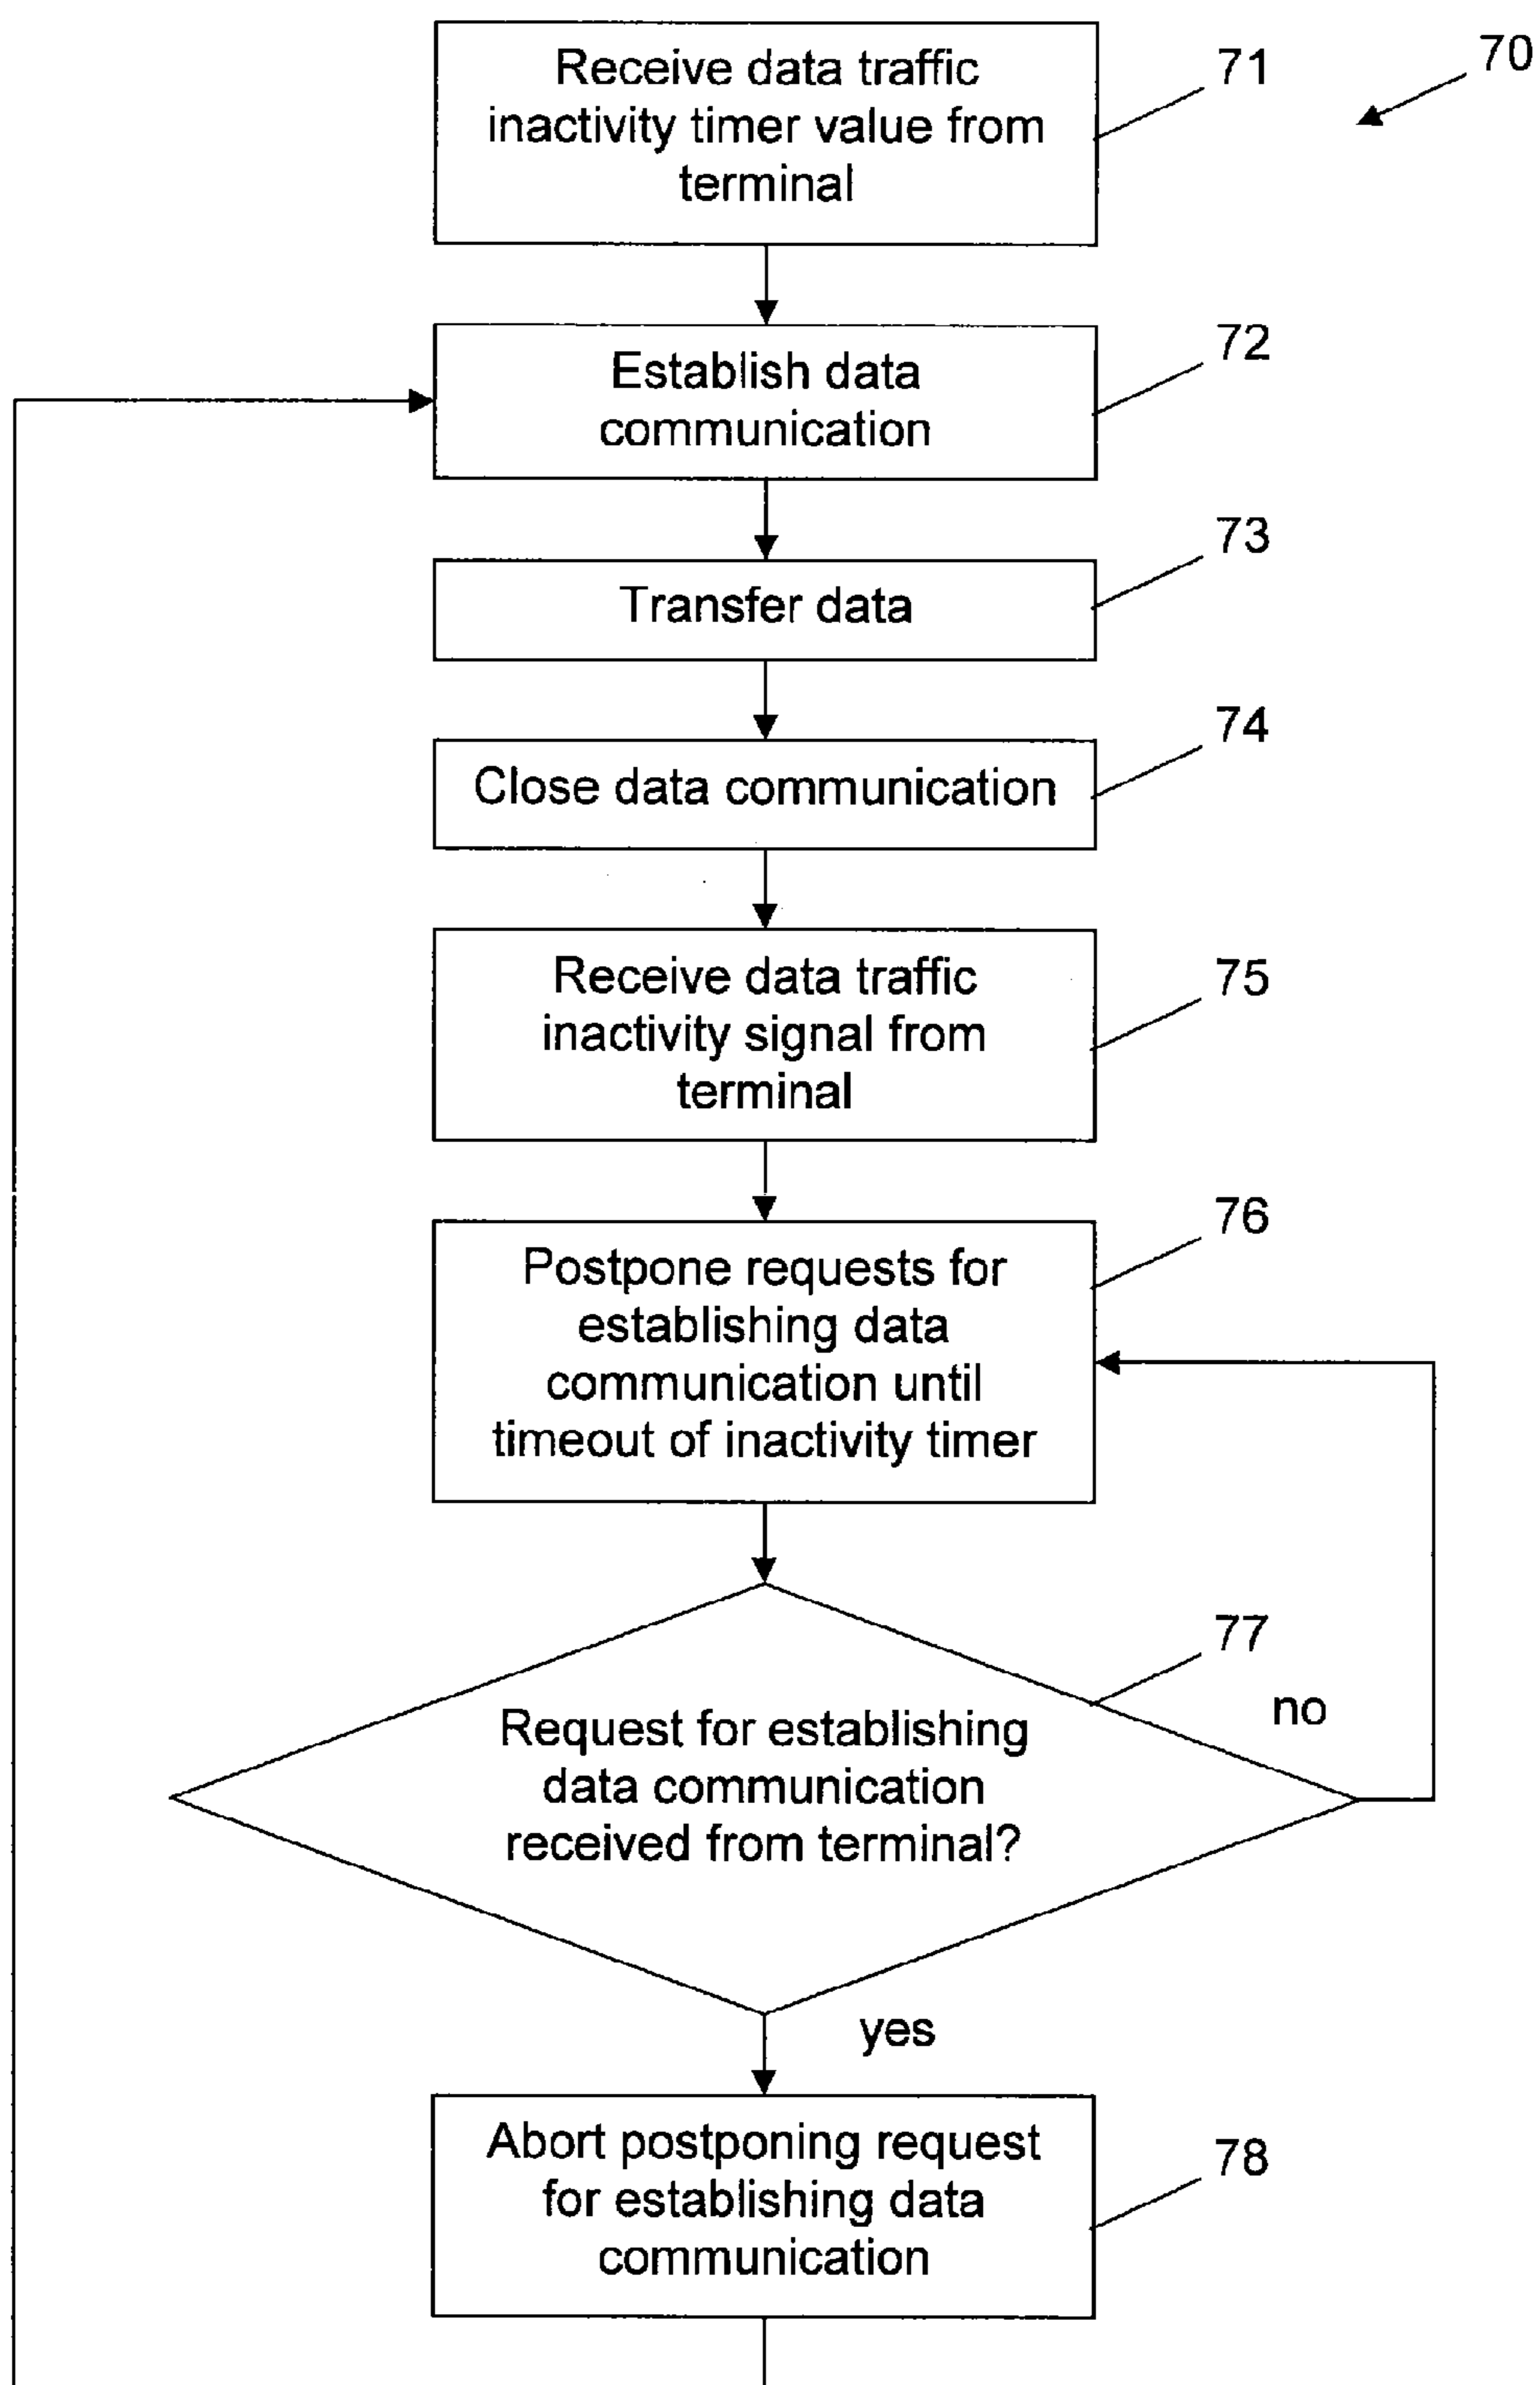 Receive data traffic
inactivity timer value from
terminal
71
70
Establish data
communication
72
Transfer data
73
Close data communication
74
Receive data traffic
inactivity signal from
terminal
75
Postpone requests for
establishing data
communication until
timeout of inactivity timer
76
Request for establishing
data communication
received from terminal?
77
no
yes
Abort postponing request
for establishing data
communication
78